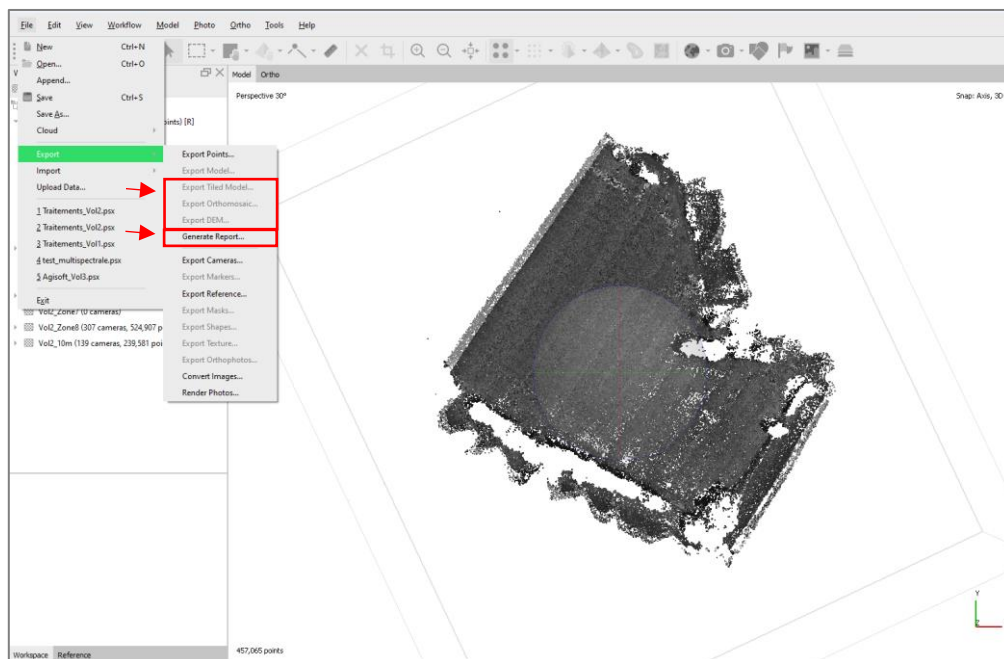 File Edit View Workflow Model Photo Ortho Tools Help
New Ctrl+N
Open... Ctrl+O
Append...
Save Ctrl+S
Save As...
Cloud
Export
Import
Upload Data...
1 Traitements_Vol2.psx
2 Traitements_Vol2.psx
3 Traitements_Vol1.psx
4 test_multispectrale.psx
5 Agisoft_Vol3.psx
Exit
Export Points...
Export Model...
Export Tiled Model...
Export Orthomosaic...
Export DEM...
Generate Report...
Export Cameras...
Export Markers...
Export Reference...
Export Masks...
Export Shapes...
Export Texture...
Export Orthophotos...
Convert Images...
Render Photos...
points) [R]
Vol2_Zone7 (0 cameras)
Vol2_Zone8 (307 cameras, 524,907 p
Vol2_10m (139 cameras, 239,581 poi
Model Ortho
Perspective 30°
Snap: Axis, 3D
Y
457,065 points
Workspace Reference